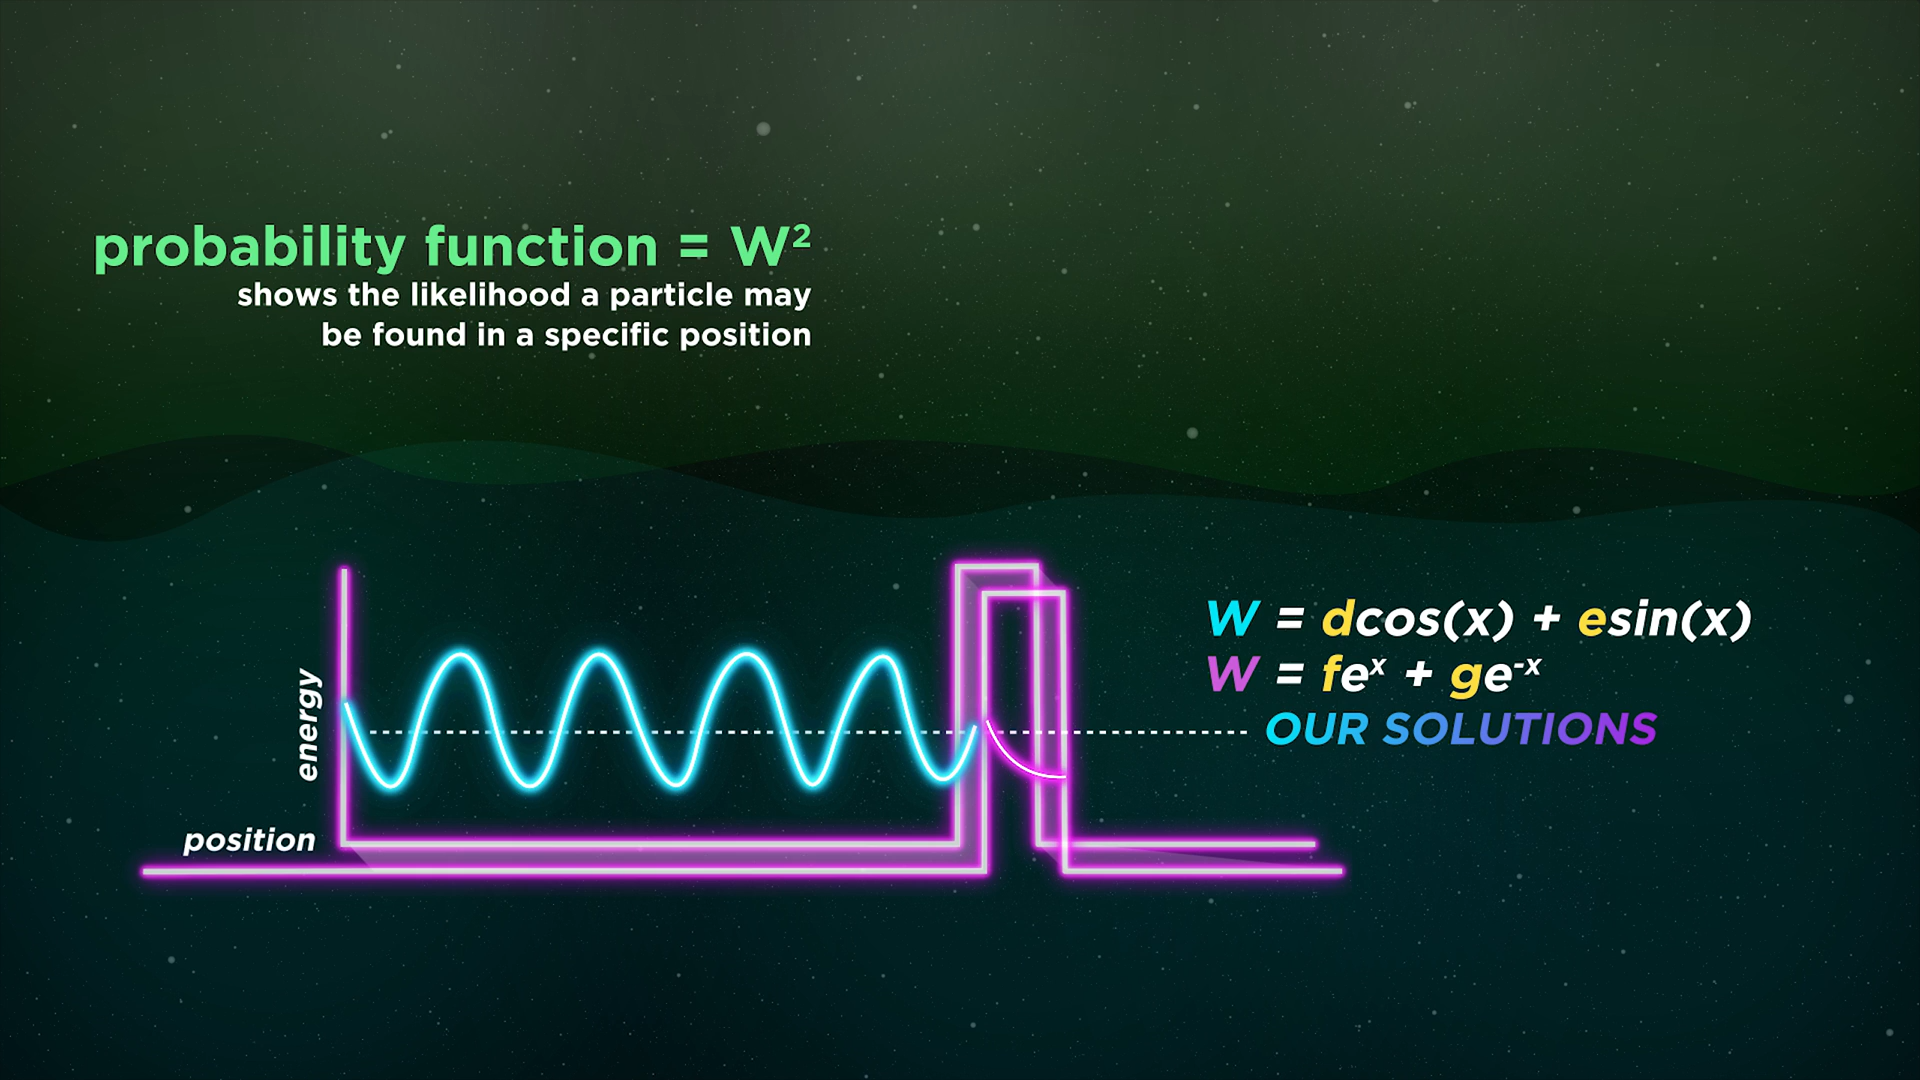 probability function = W²
shows the likelihood a particle may
be found in a specific position
energy
position
W = dcos(x) + esin(x)
W = feˣ + ge⁻ˣ
OUR SOLUTIONS